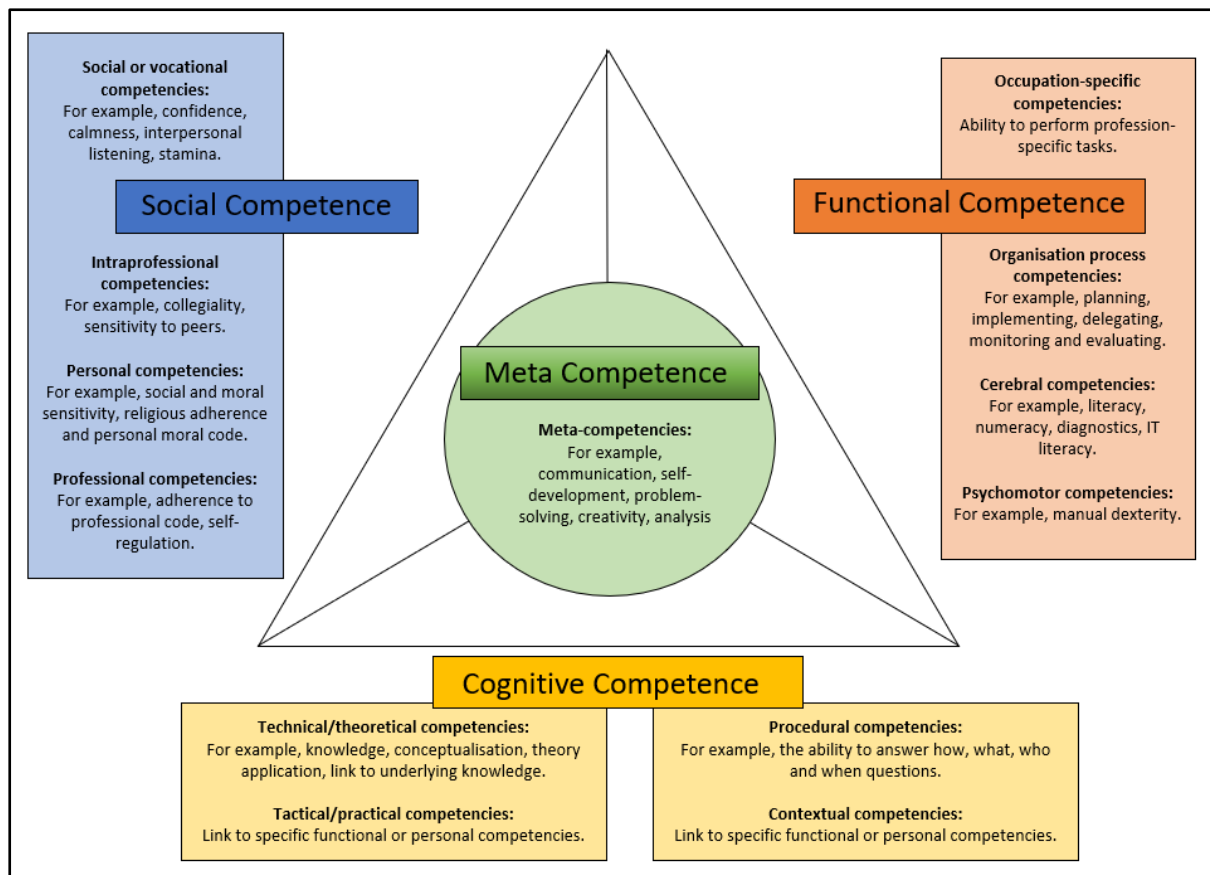 Social or vocational
competencies:
For example, confidence,
calmness, interpersonal
listening, stamina.
Social Competence
Intraprofessional
competencies:
For example, collegiality,
sensitivity to peers.
Personal competencies:
For example, social and moral
sensitivity, religious adherence
and personal moral code.
Professional competencies:
For example, adherence to
professional code, self-
regulation.
Meta Competence
Meta-competencies:
For example,
communication, self-
development, problem-
solving, creativity, analysis
Occupation-specific
competencies:
Ability to perform profession-
specific tasks.
Functional Competence
Organisation process
competencies:
For example, planning,
implementing, delegating,
monitoring and evaluating.
Cerebral competencies:
For example, literacy,
numeracy, diagnostics, IT
literacy.
Psychomotor competencies:
For example, manual dexterity.
Cognitive Competence
Technical/theoretical competencies:
For example, knowledge, conceptualisation, theory
application, link to underlying knowledge.
Tactical/practical competencies:
Link to specific functional or personal competencies.
Procedural competencies:
For example, the ability to answer how, what, who
and when questions.
Contextual competencies:
Link to specific functional or personal competencies.